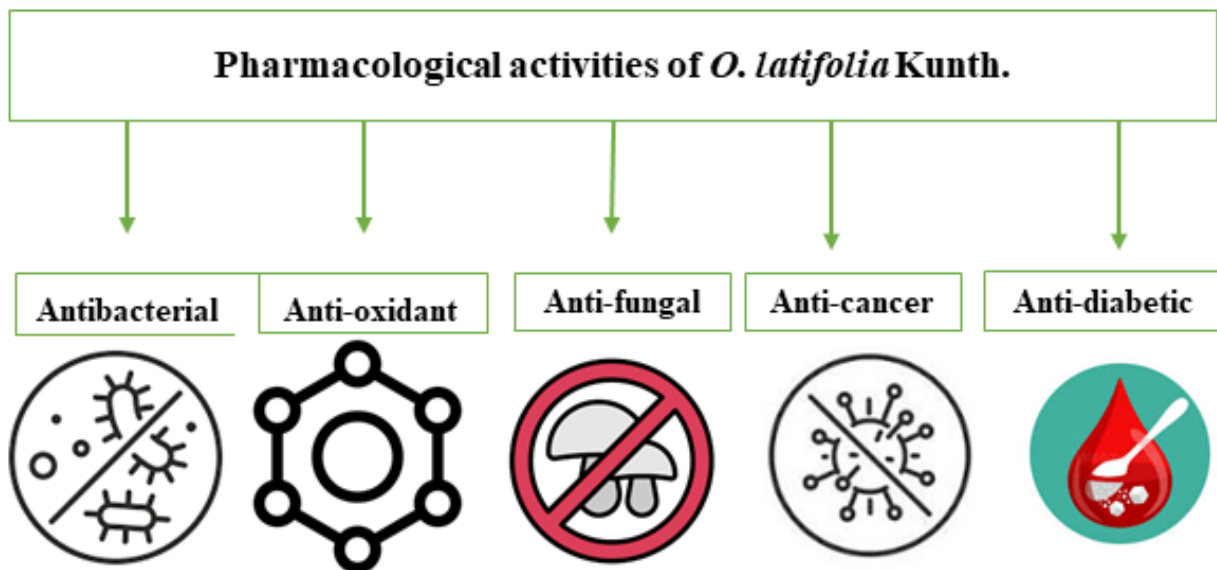 Pharmacological activities of O. latifolia Kunth.
Antibacterial
Anti-oxidant
Anti-fungal
Anti-cancer
Anti-diabetic